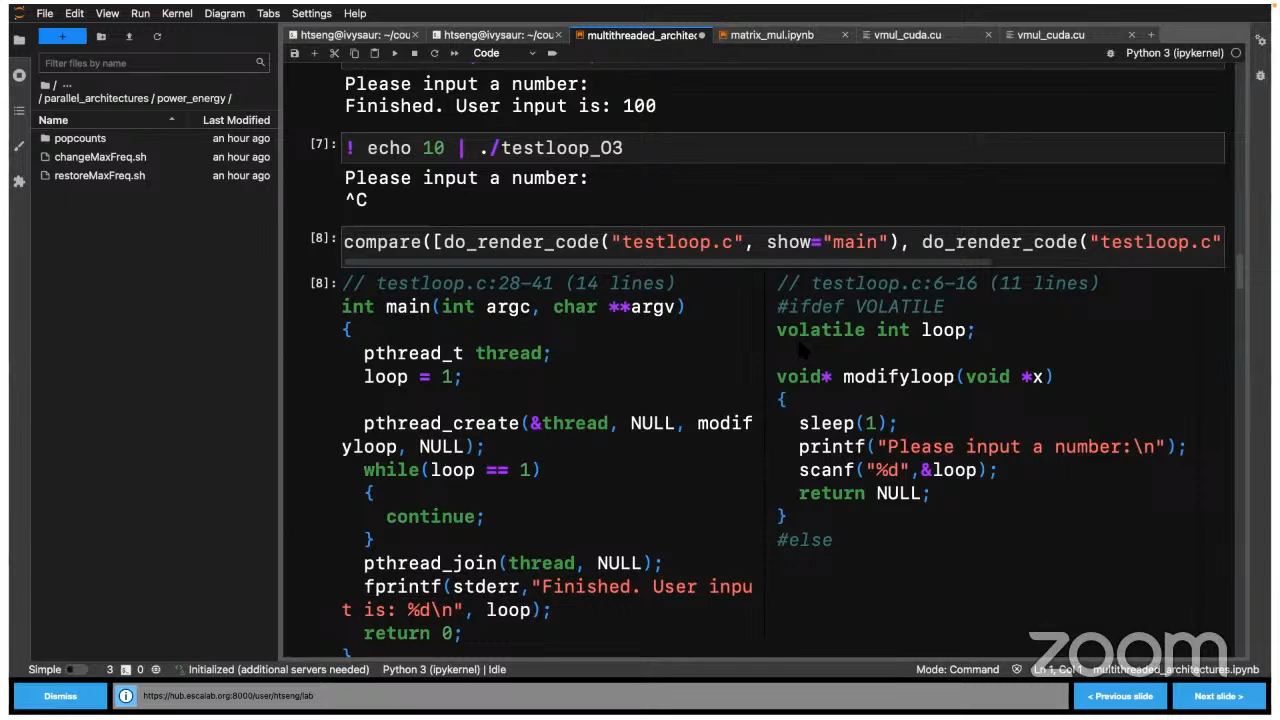 File Edit View Run Kernel Diagram Tabs Settings Help
htseng@ivysaur: ~/cou
htseng@ivysaur: ~/cou
multithreaded_architec
matrix_mul.ipynb
vmul_cuda.cu
vmul_cuda.cu
Code
Python 3 (ipykernel)
Filter files by name
/ ...
/ parallel_architectures / power_energy /
Name Last Modified
popcounts an hour ago
changeMaxFreq.sh an hour ago
restoreMaxFreq.sh an hour ago
Please input a number:
Finished. User input is: 100
[7]: ! echo 10 | ./testloop_O3
Please input a number:
^C
[8]: compare([do_render_code("testloop.c", show="main"), do_render_code("testloop.c"
[8]: // testloop.c:28-41 (14 lines)
int main(int argc, char **argv)
{
pthread_t thread;
loop = 1;
pthread_create(&thread, NULL, modif
yloop, NULL);
while(loop == 1)
{
continue;
}
pthread_join(thread, NULL);
fprintf(stderr,"Finished. User inpu
t is: %d\n", loop);
return 0;
}
// testloop.c:6-16 (11 lines)
#ifdef VOLATILE
volatile int loop;
void* modifyloop(void *x)
{
sleep(1);
printf("Please input a number:\n");
scanf("%d",&loop);
return NULL;
}
#else
zoom
Simple 3 0 Initialized (additional servers needed) Python 3 (ipykernel) | Idle
Mode: Command Ln 1, Col 1 multithreaded_architectures.ipynb
Dismiss
https://hub.escalab.org:8000/user/htseng/lab
< Previous slide
Next slide >